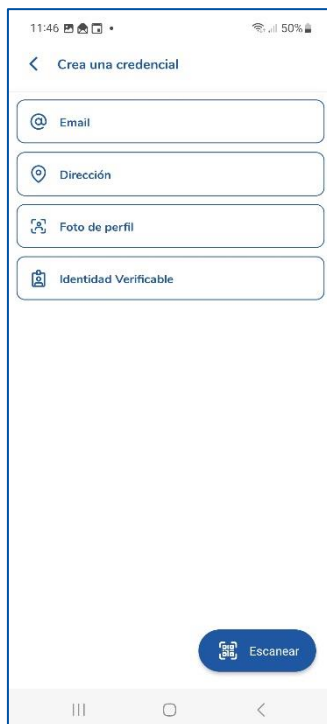 11:46 50%
Crea una credencial
Email
Dirección
Foto de perfil
Identidad Verificable
Escanear